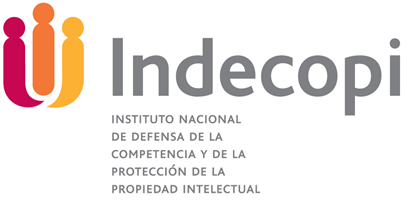 Indecopi
INSTITUTO NACIONAL
DE DEFENSA DE LA
COMPETENCIA Y DE LA
PROTECCIÓN DE LA
PROPIEDAD INTELECTUAL